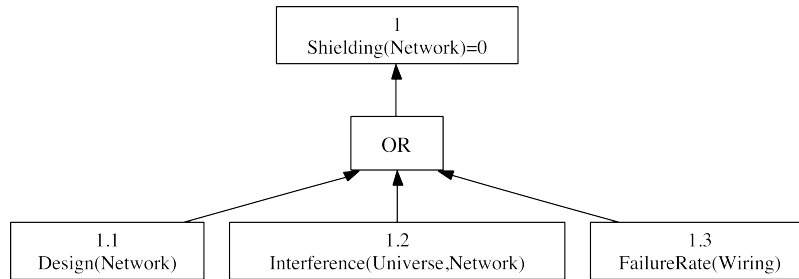 1
Shielding(Network)=0
OR
1.1
Design(Network)
1.2
Interference(Universe,Network)
1.3
FailureRate(Wiring)